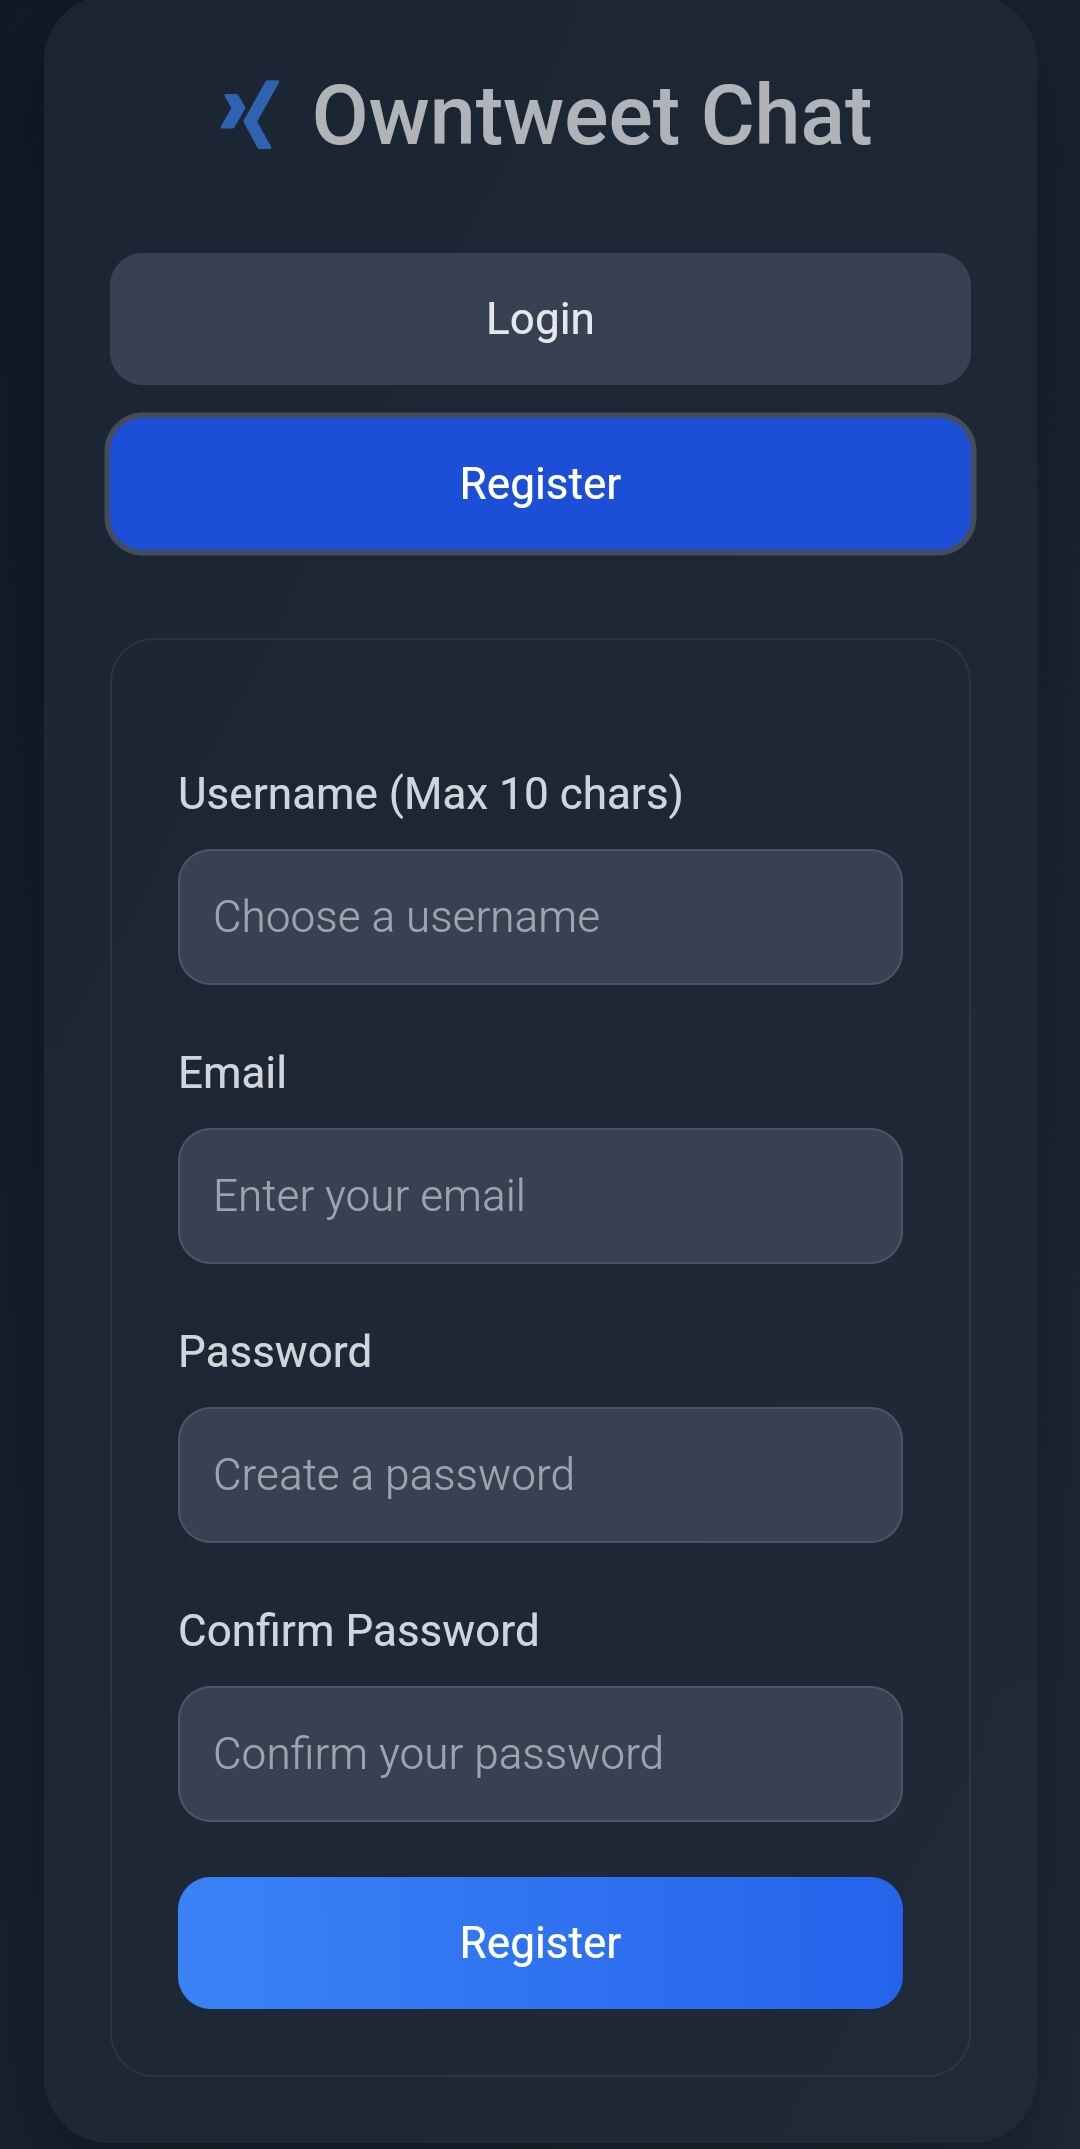 Owntweet Chat
Login
Register
Username (Max 10 chars)
Choose a username
Email
Enter your email
Password
Create a password
Confirm Password
Confirm your password
Register